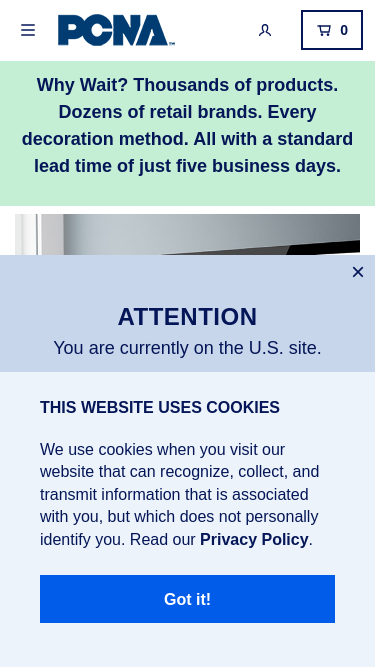 PCNA
0
Why Wait? Thousands of products.
Dozens of retail brands. Every
decoration method. All with a standard
lead time of just five business days.
ATTENTION
You are currently on the U.S. site.
THIS WEBSITE USES COOKIES
We use cookies when you visit our
website that can recognize, collect, and
transmit information that is associated
with you, but which does not personally
identify you. Read our Privacy Policy.
Got it!